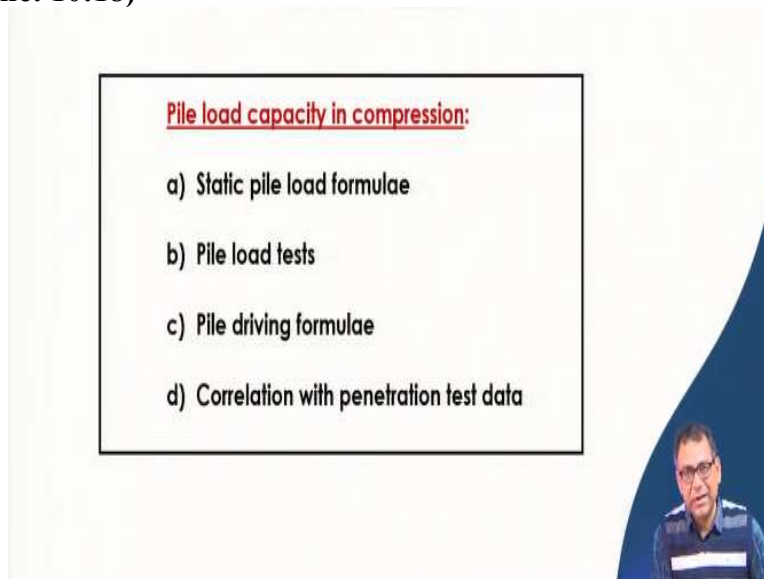 Pile load capacity in compression:
a) Static pile load formulae
b) Pile load tests
c) Pile driving formulae
d) Correlation with penetration test data